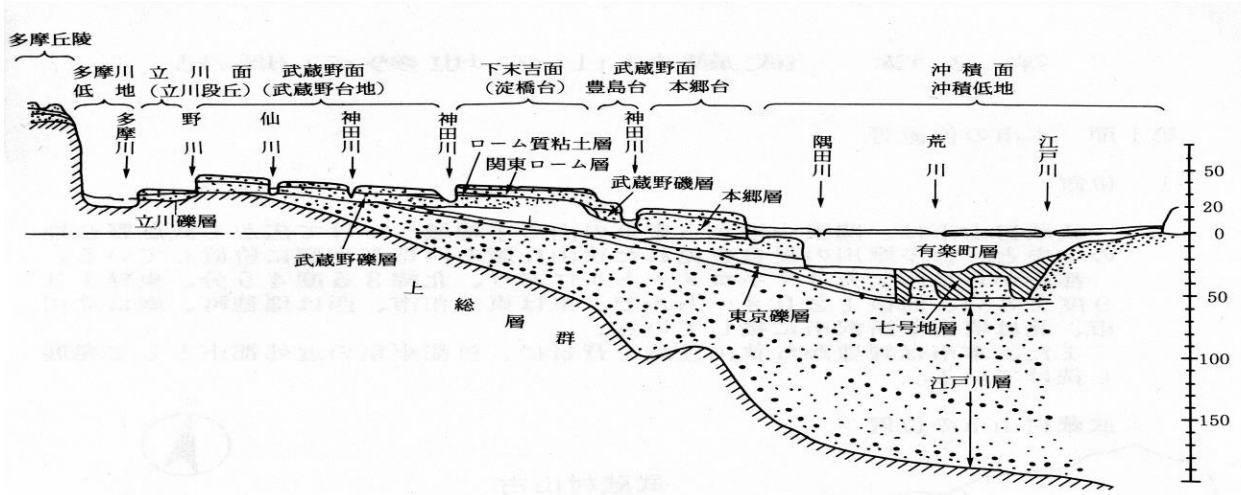 多摩丘陵
多摩川低地
立川面(立川段丘)
武蔵野面(武蔵野台地)
下末吉面(淀橋台)
武蔵野面
豊島台
本郷台
沖積面
沖積低地
多摩川
野川
仙川
神田川
神田川
神田川
隅田川
荒川
江戸川
ローム質粘土層
関東ローム層
武蔵野礫層
本郷層
立川礫層
武蔵野礫層
上総層群
東京礫層
有楽町層
七号地層
江戸川層
50
20
0
50
100
150